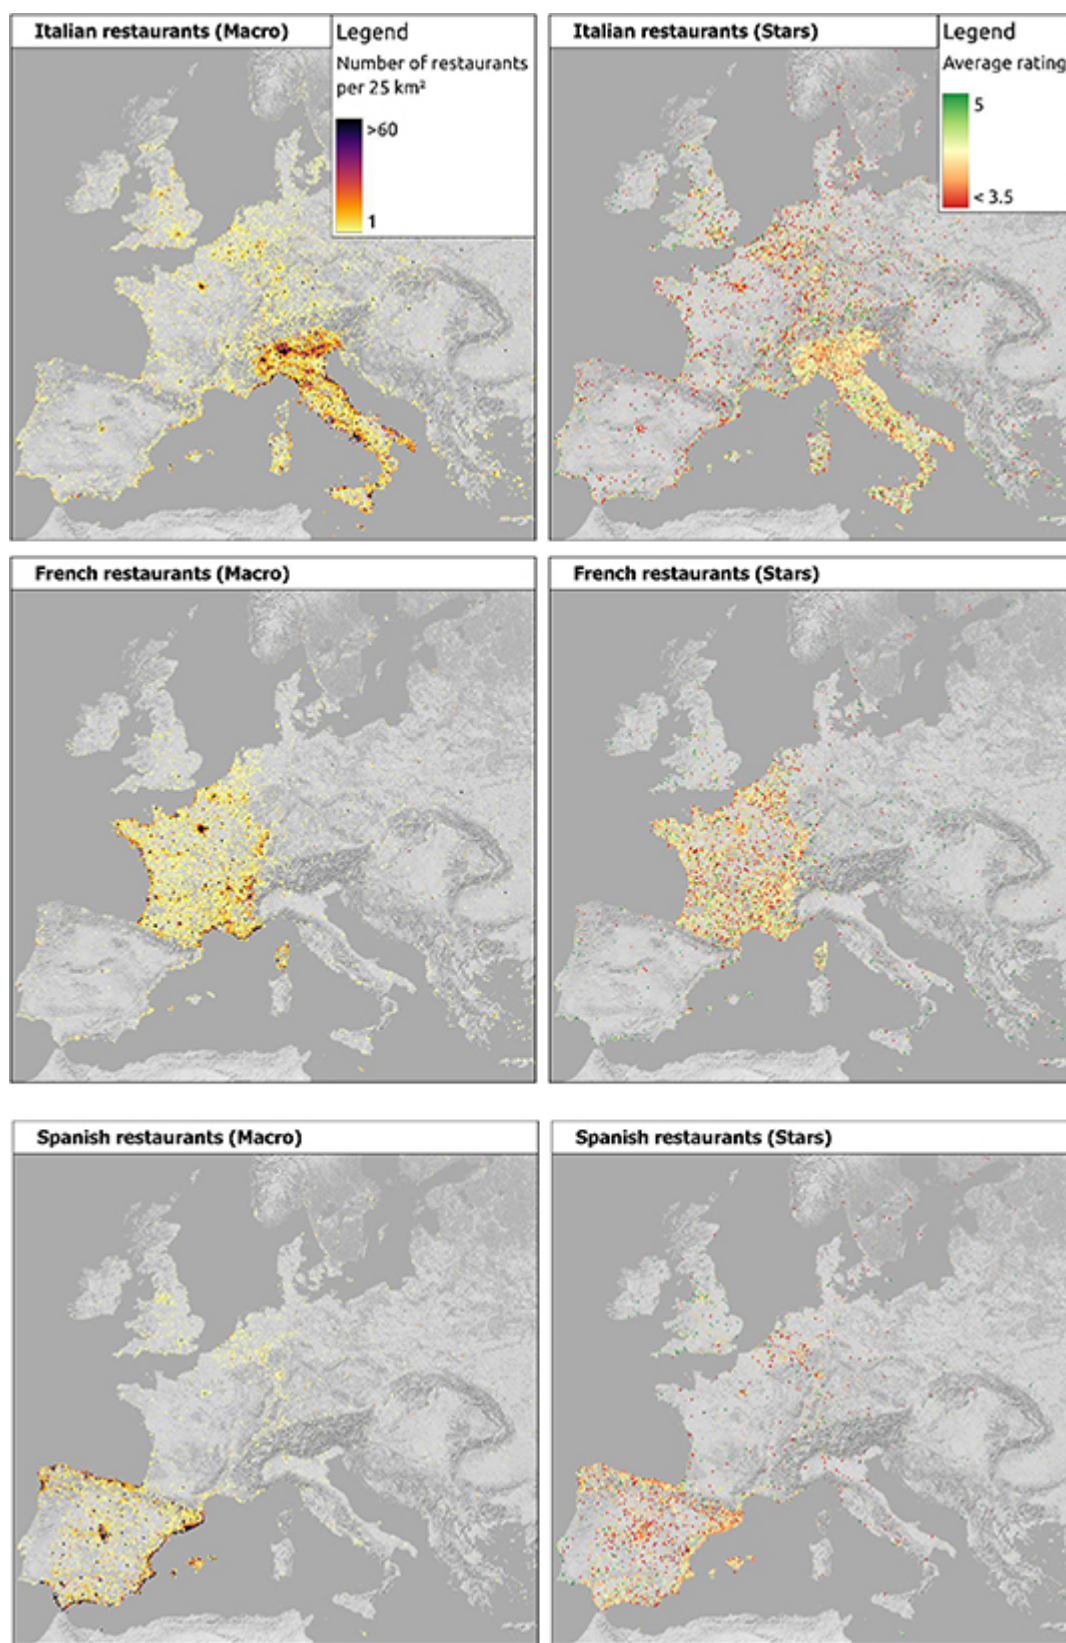 Italian restaurants (Macro)
Legend
Number of restaurants
per 25 km²
>60
1
Italian restaurants (Stars)
Legend
Average rating
5
< 3.5
French restaurants (Macro)
French restaurants (Stars)
Spanish restaurants (Macro)
Spanish restaurants (Stars)